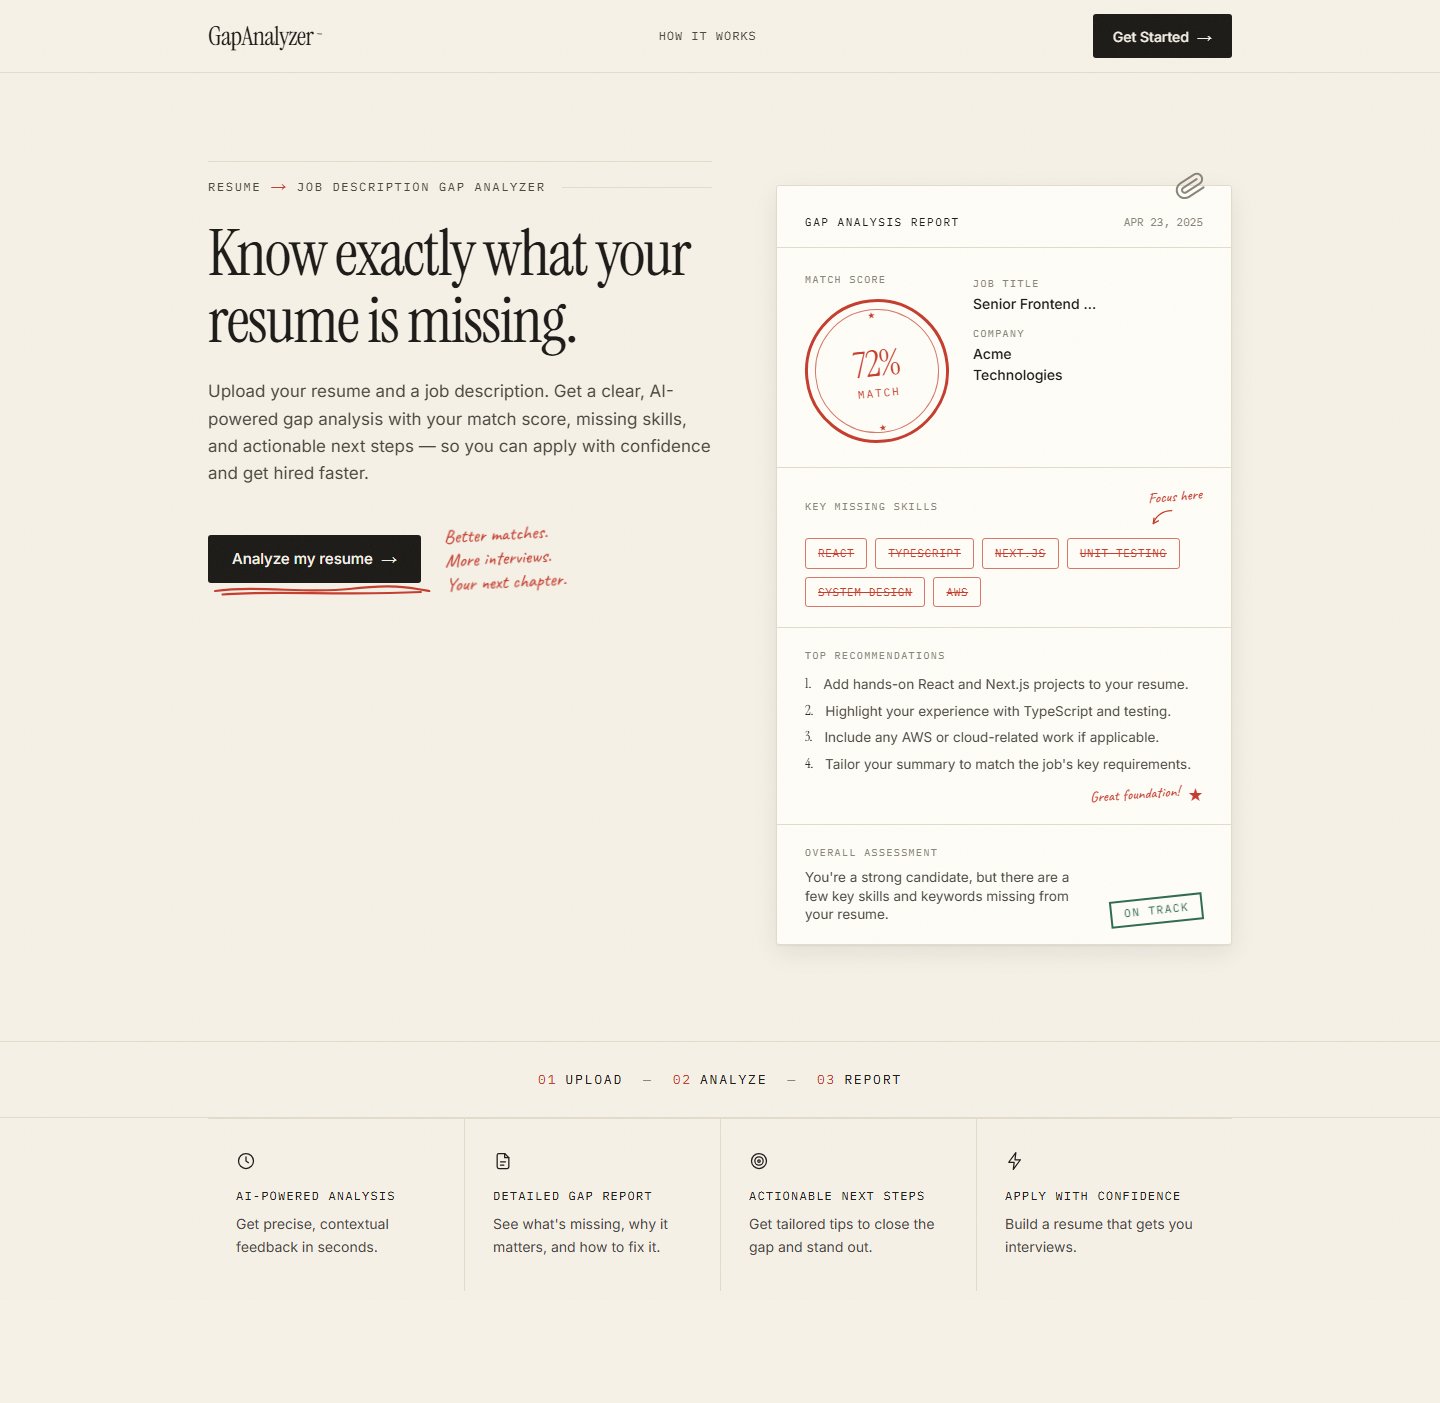 GapAnalyzer™
HOW IT WORKS
Get Started →
RESUME → JOB DESCRIPTION GAP ANALYZER
Know exactly what your
resume is missing.
Upload your resume and a job description. Get a clear, AI-
powered gap analysis with your match score, missing skills,
and actionable next steps — so you can apply with confidence
and get hired faster.
Analyze my resume →
Better matches.
More interviews.
Your next chapter.
GAP ANALYSIS REPORT
APR 23, 2025
MATCH SCORE
★
72%
MATCH
★
JOB TITLE
Senior Frontend ...
COMPANY
Acme
Technologies
KEY MISSING SKILLS
Focus here
REACT TYPESCRIPT NEXT.JS UNIT TESTING
SYSTEM DESIGN AWS
TOP RECOMMENDATIONS
1. Add hands-on React and Next.js projects to your resume.
2. Highlight your experience with TypeScript and testing.
3. Include any AWS or cloud-related work if applicable.
4. Tailor your summary to match the job's key requirements.
Great foundation! ★
OVERALL ASSESSMENT
You're a strong candidate, but there are a
few key skills and keywords missing from
your resume.
ON TRACK
01 UPLOAD — 02 ANALYZE — 03 REPORT
AI-POWERED ANALYSIS
Get precise, contextual
feedback in seconds.
DETAILED GAP REPORT
See what's missing, why it
matters, and how to fix it.
ACTIONABLE NEXT STEPS
Get tailored tips to close the
gap and stand out.
APPLY WITH CONFIDENCE
Build a resume that gets you
interviews.